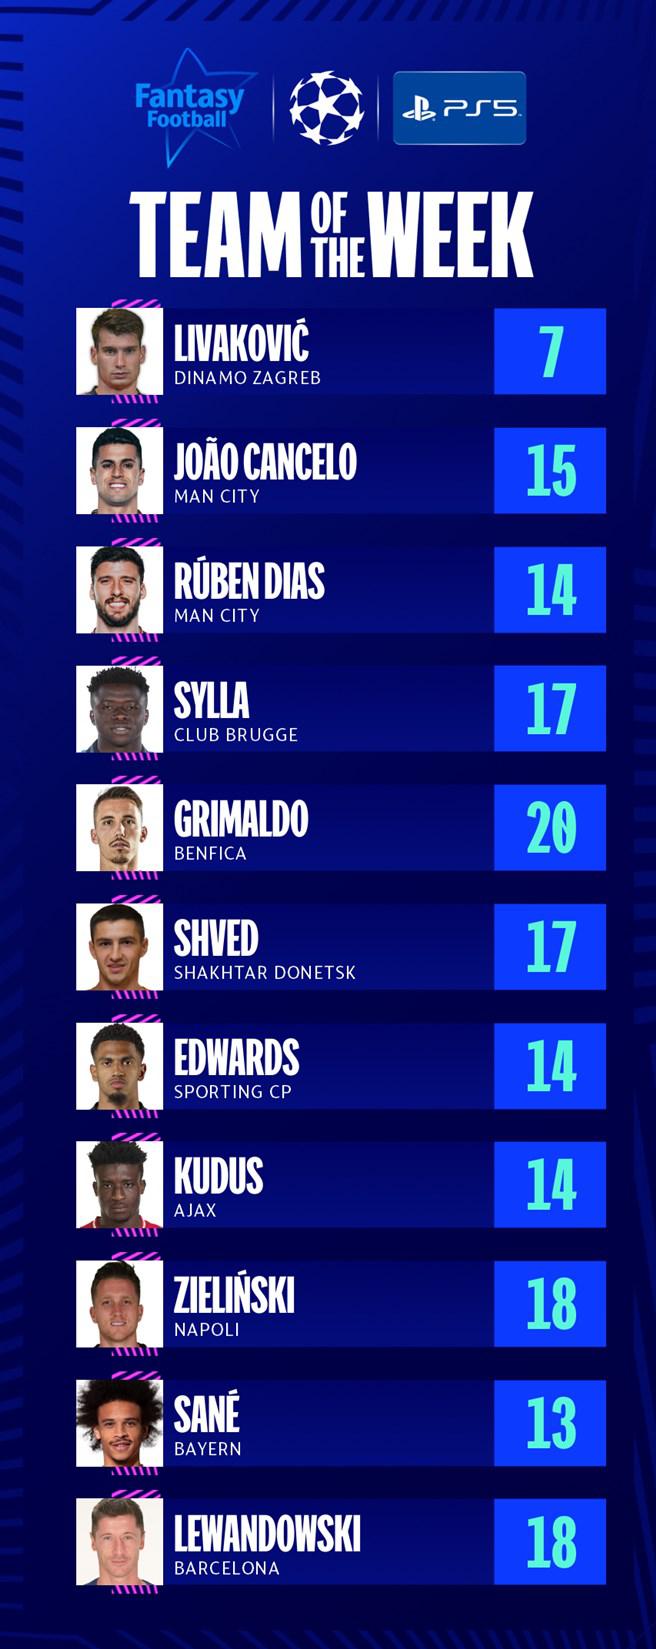 Fantasy
Football
PS5
TEAM OF THE WEEK
LIVAKOVIĆ
DINAMO ZAGREB
7
JOÃO CANCELO
MAN CITY
15
RÚBEN DIAS
MAN CITY
14
SYLLA
CLUB BRUGGE
17
GRIMALDO
BENFICA
20
SHVED
SHAKHTAR DONETSK
17
EDWARDS
SPORTING CP
14
KUDUS
AJAX
14
ZIELIŃSKI
NAPOLI
18
SANÉ
BAYERN
13
LEWANDOWSKI
BARCELONA
18